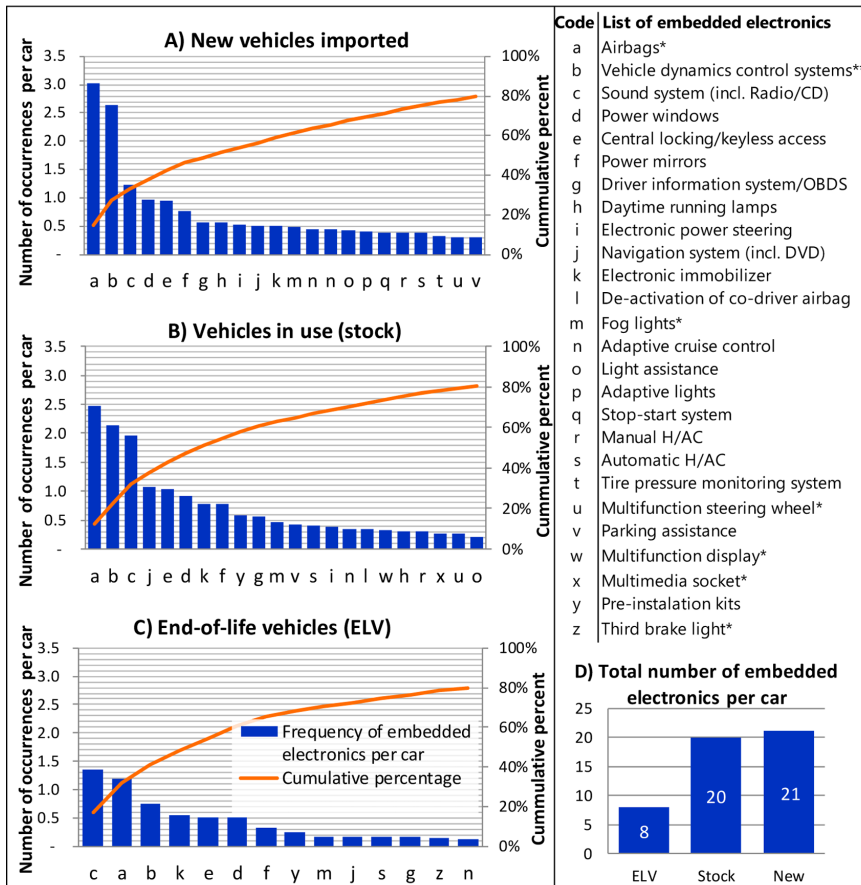 A) New vehicles imported
Number of occurrences per car
3.5
3.0
2.5
2.0
1.5
1.0
0.5
-
100%
80%
60%
40%
20%
0%
Cummulative percent
a b c d e f g h i j k m n n o p q r s t u v
B) Vehicles in use (stock)
Number of occurrences per car
3.5
3.0
2.5
2.0
1.5
1.0
0.5
-
100%
80%
60%
40%
20%
0%
Cummulative percent
a b c j e d k f y g m v s i n l w h r x u o
C) End-of-life vehicles (ELV)
Number of occurrences per car
3.5
3.0
2.5
2.0
1.5
1.0
0.5
-
100%
80%
60%
40%
20%
0%
Cummulative percent
Frequency of embedded
electronics per car
Cumulative percentage
c a b k e d f y m j s g z n
Code List of embedded electronics
a Airbags*
b Vehicle dynamics control systems**
c Sound system (incl. Radio/CD)
d Power windows
e Central locking/keyless access
f Power mirrors
g Driver information system/OBDS
h Daytime running lamps
i Electronic power steering
j Navigation system (incl. DVD)
k Electronic immobilizer
l De-activation of co-driver airbag
m Fog lights*
n Adaptive cruise control
o Light assistance
p Adaptive lights
q Stop-start system
r Manual H/AC
s Automatic H/AC
t Tire pressure monitoring system
u Multifunction steering wheel*
v Parking assistance
w Multifunction display*
x Multimedia socket*
y Pre-instalation kits
z Third brake light*
D) Total number of embedded
electronics per car
25
20
15
10
5
0
8
20
21
ELV Stock New